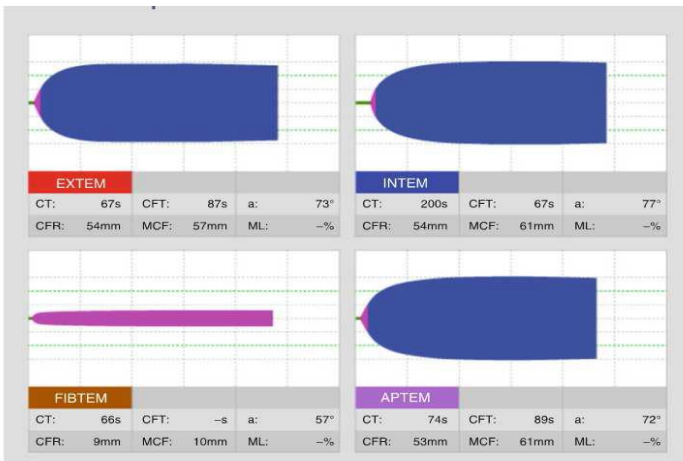 EXTEM
CT: 67s CFT: 87s a: 73°
CFR: 54mm MCF: 57mm ML: –%
INTEM
CT: 200s CFT: 67s a: 77°
CFR: 54mm MCF: 61mm ML: –%
FIBTEM
CT: 66s CFT: –s a: 57°
CFR: 9mm MCF: 10mm ML: –%
APTEM
CT: 74s CFT: 89s a: 72°
CFR: 53mm MCF: 61mm ML: –%